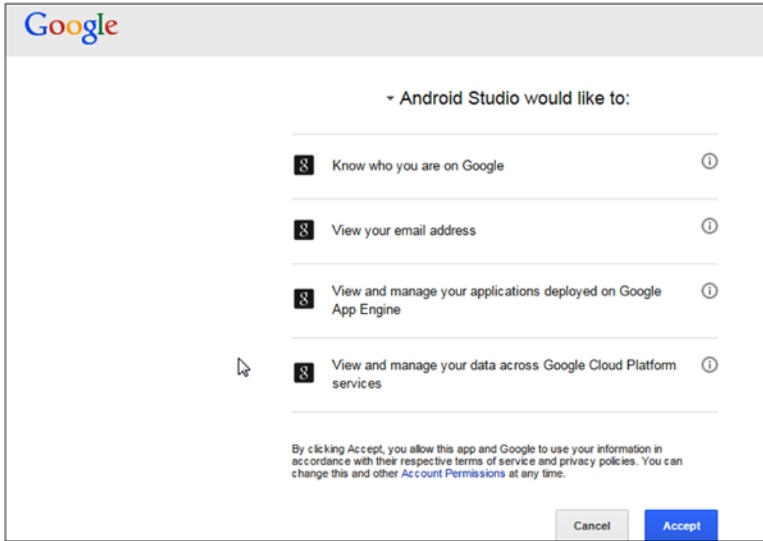 Google
Android Studio would like to:
Know who you are on Google
View your email address
View and manage your applications deployed on Google
App Engine
View and manage your data across Google Cloud Platform
services
By clicking Accept, you allow this app and Google to use your information in
accordance with their respective terms of service and privacy policies. You can
change this and other Account Permissions at any time.
Cancel Accept